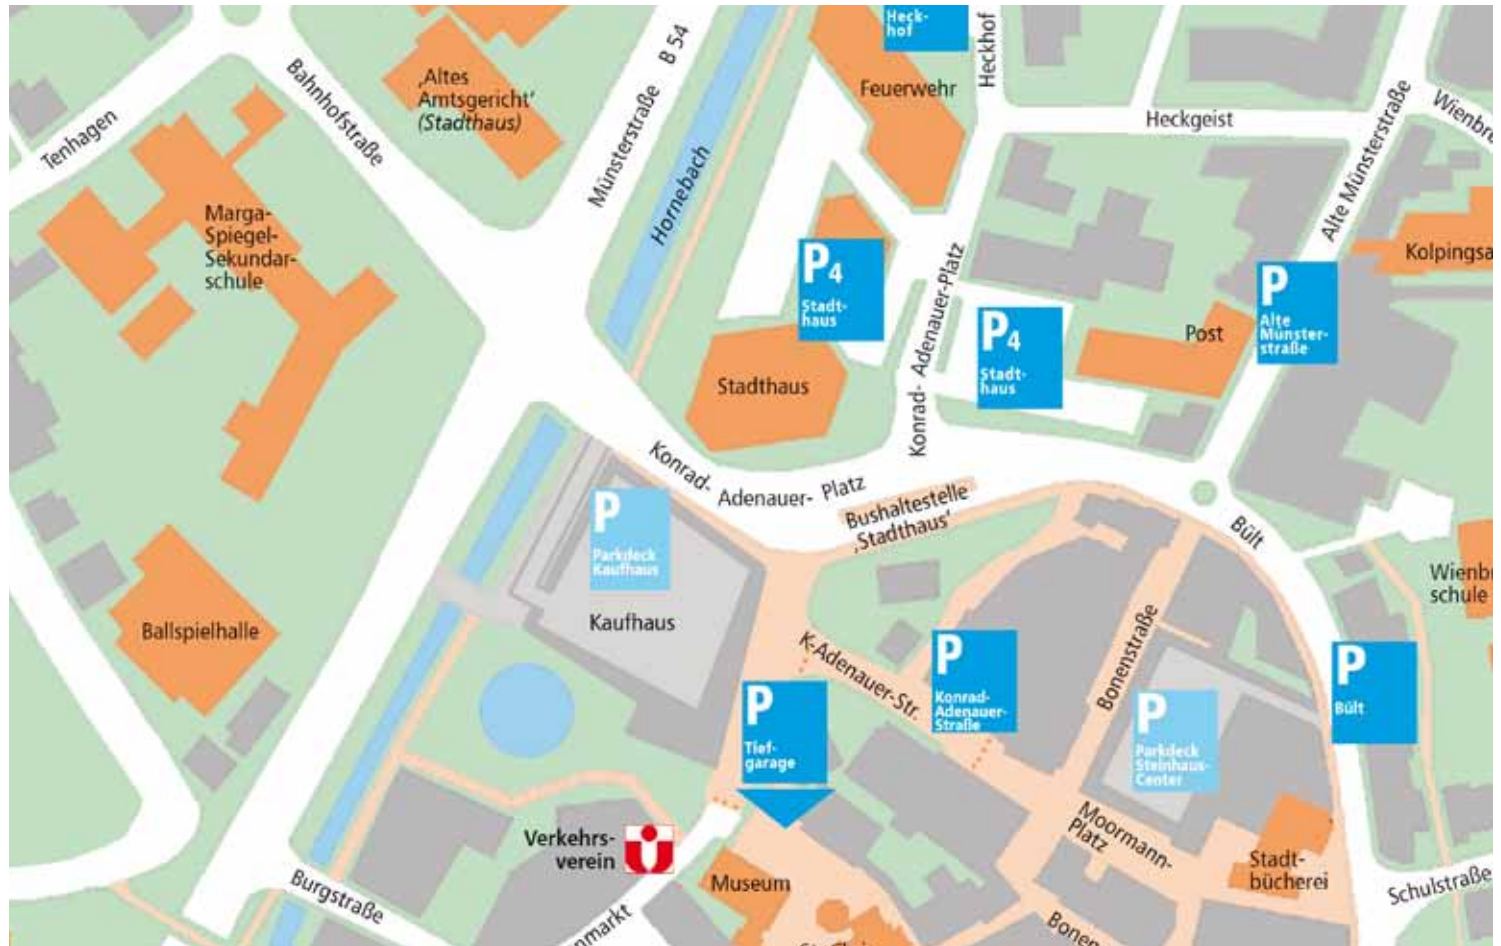 Heck-
hof
Heckhof
B 54
Münsterstraße
Feuerwehr
‚Altes
Amtsgericht‘
(Stadthaus)
Bahnhofstraße
Tenhagen
Hornebach
Heckgeist
Alte Münsterstraße
Marga-
Spiegel-
Sekundar-
schule
P4
Stadt-
haus
Konrad- Adenauer-Platz
P4
Stadt-
haus
Post
P
Alte
Münster-
straße
Stadthaus
Konrad- Adenauer- Platz
Bushaltestelle
‚Stadthaus‘
Bült
P
Parkdeck
Kaufhaus
Kaufhaus
Ballspielhalle
K-Adenauer-Str.
P
Konrad-
Adenauer-
Straße
Bonenstraße
P
Bült
schule
P
Tief-
garage
P
Parkdeck
Steinhaus-
Center
Moormann-
Platz
Verkehrs-
verein
Museum
Stadt-
bücherei
Schulstraße
Burgstraße